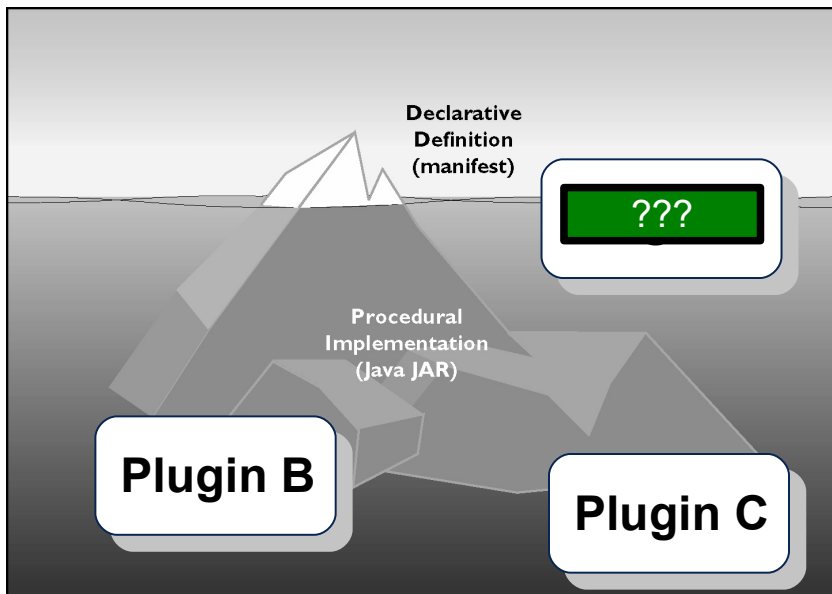 Declarative
Definition
(manifest)
???
Procedural
Implementation
(Java JAR)
Plugin B
Plugin C